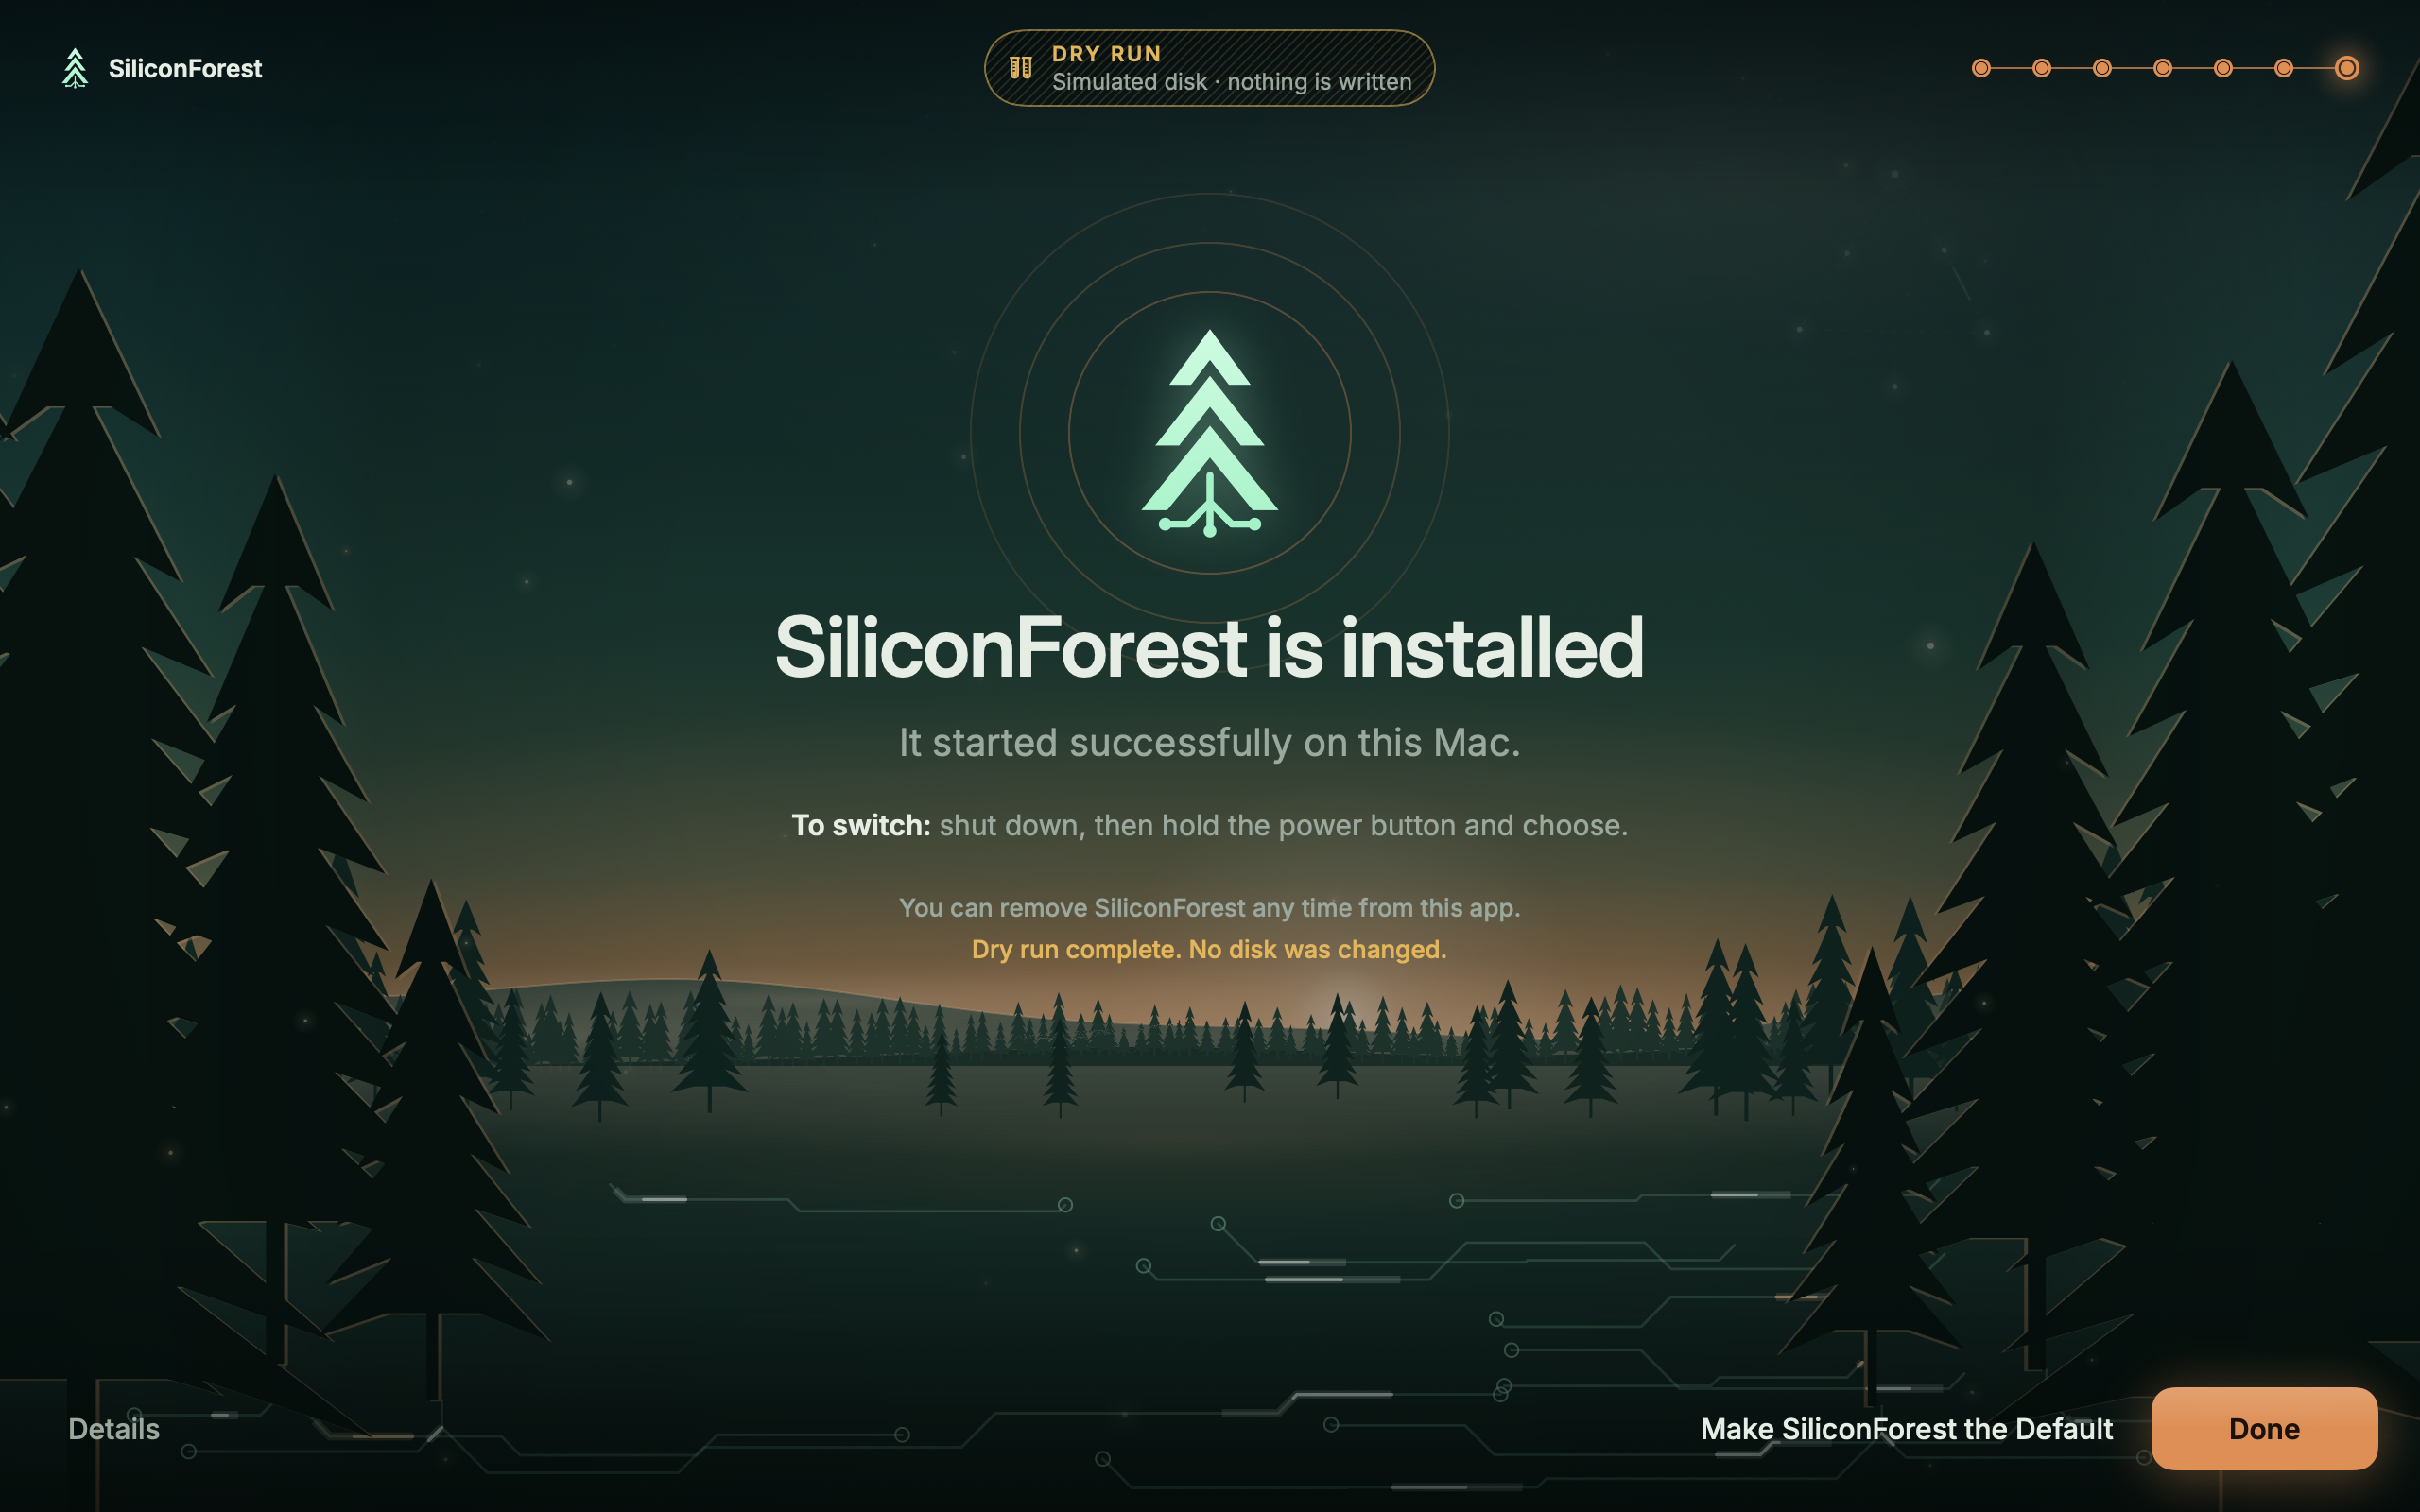 SiliconForest
DRY RUN
Simulated disk · nothing is written
SiliconForest is installed
It started successfully on this Mac.
To switch: shut down, then hold the power button and choose.
You can remove SiliconForest any time from this app.
Dry run complete. No disk was changed.
Details
Make SiliconForest the Default
Done